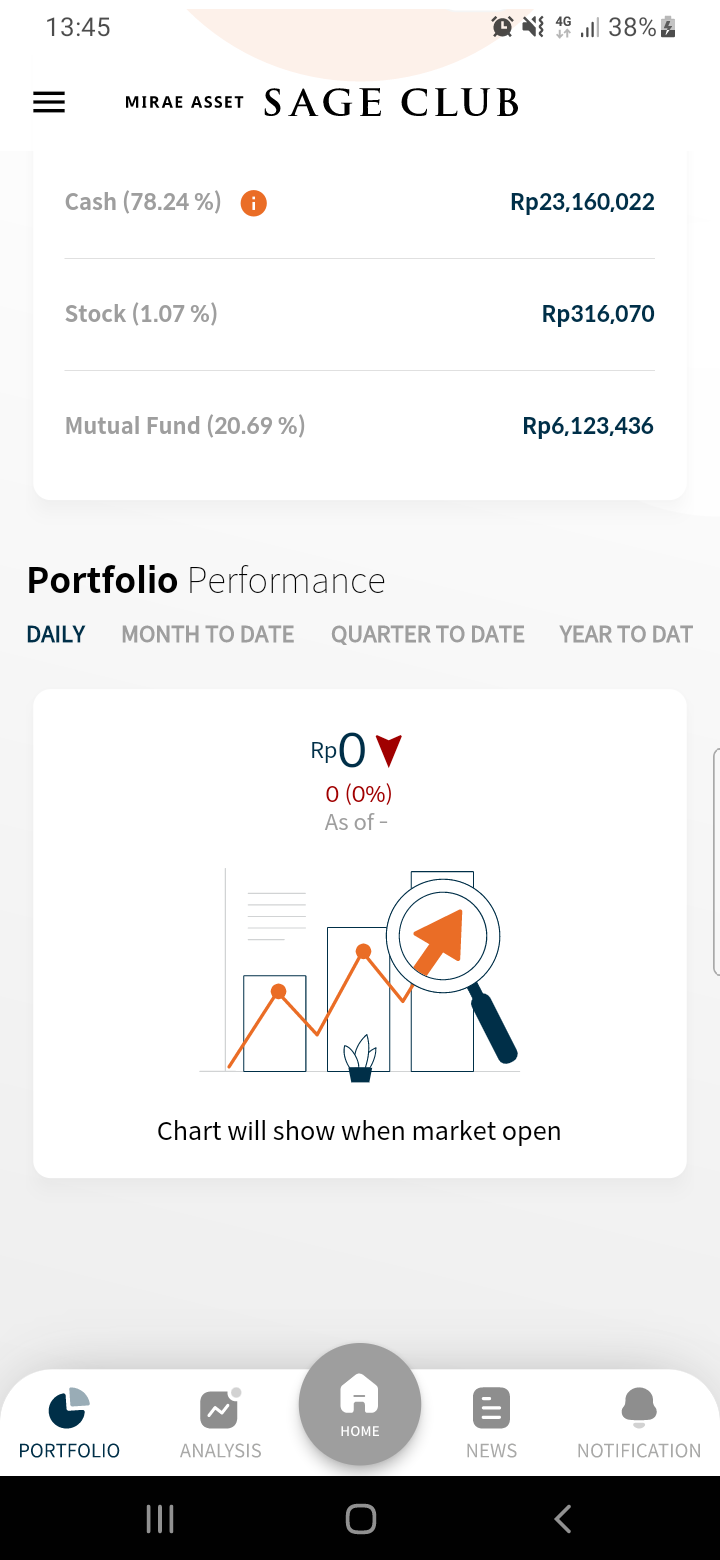 13:45 4G 38%
MIRAE ASSET SAGE CLUB
Cash (78.24 %) i Rp23,160,022
Stock (1.07 %) Rp316,070
Mutual Fund (20.69 %) Rp6,123,436
Portfolio Performance
DAILY MONTH TO DATE QUARTER TO DATE YEAR TO DAT
Rp0
0 (0%)
As of -
Chart will show when market open
PORTFOLIO ANALYSIS HOME NEWS NOTIFICATION